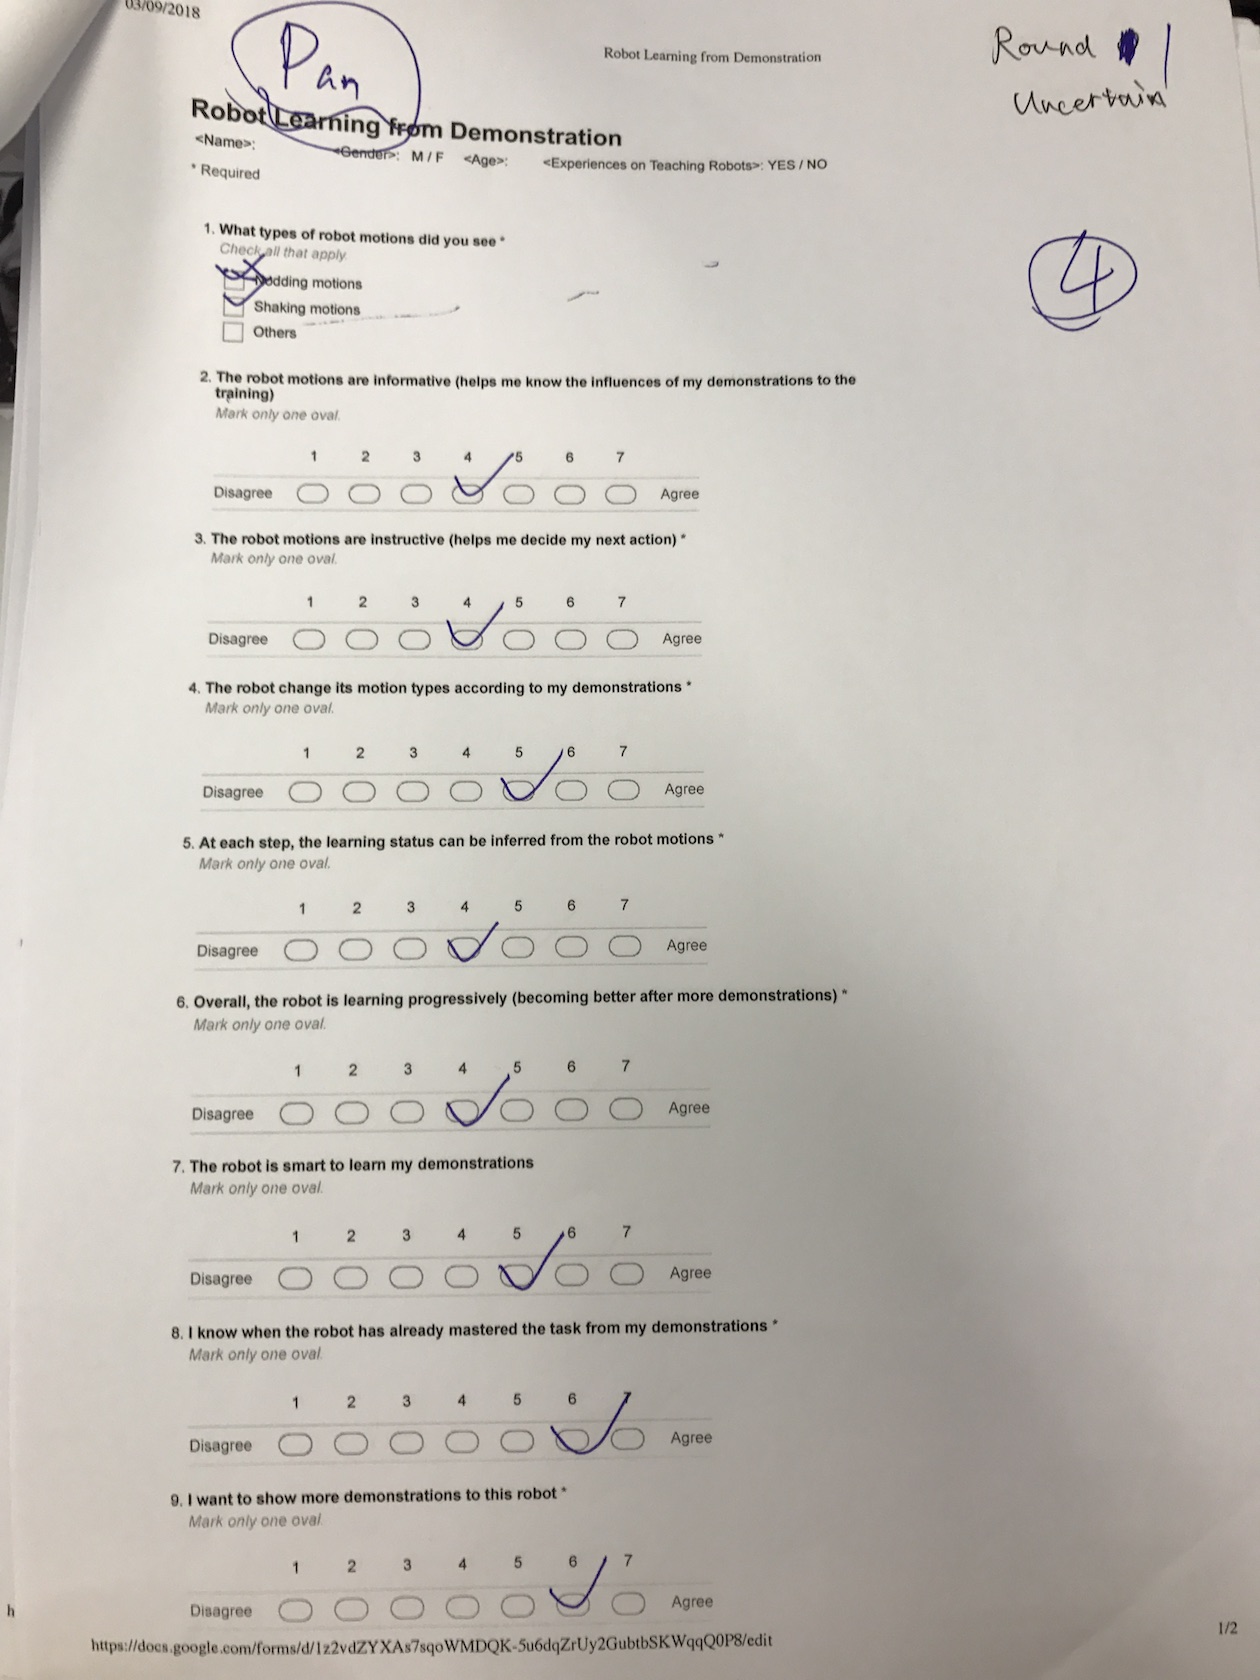 03/09/2018
Robot Learning from Demonstration
Round 1
Uncertain
Pan
Robot Learning from Demonstration
<Name>: <Gender>: M / F <Age>: <Experiences on Teaching Robots>: YES / NO
* Required
4
1. What types of robot motions did you see *
Check all that apply
Nodding motions
Shaking motions
Others
2. The robot motions are informative (helps me know the influences of my demonstrations to the
training)
Mark only one oval.
1 2 3 4 5 6 7
Disagree Agree
3. The robot motions are instructive (helps me decide my next action) *
Mark only one oval.
1 2 3 4 5 6 7
Disagree Agree
4. The robot change its motion types according to my demonstrations *
Mark only one oval.
1 2 3 4 5 6 7
Disagree Agree
5. At each step, the learning status can be inferred from the robot motions *
Mark only one oval.
1 2 3 4 5 6 7
Disagree Agree
6. Overall, the robot is learning progressively (becoming better after more demonstrations) *
Mark only one oval.
1 2 3 4 5 6 7
Disagree Agree
7. The robot is smart to learn my demonstrations
Mark only one oval.
1 2 3 4 5 6 7
Disagree Agree
8. I know when the robot has already mastered the task from my demonstrations *
Mark only one oval.
1 2 3 4 5 6 7
Disagree Agree
9. I want to show more demonstrations to this robot *
Mark only one oval
1 2 3 4 5 6 7
Disagree Agree
h
https://docs.google.com/forms/d/1z2vdZYXAs7sqoWMDQK-5u6dqZrUy2GubtbSKWqqQ0P8/edit
1/2